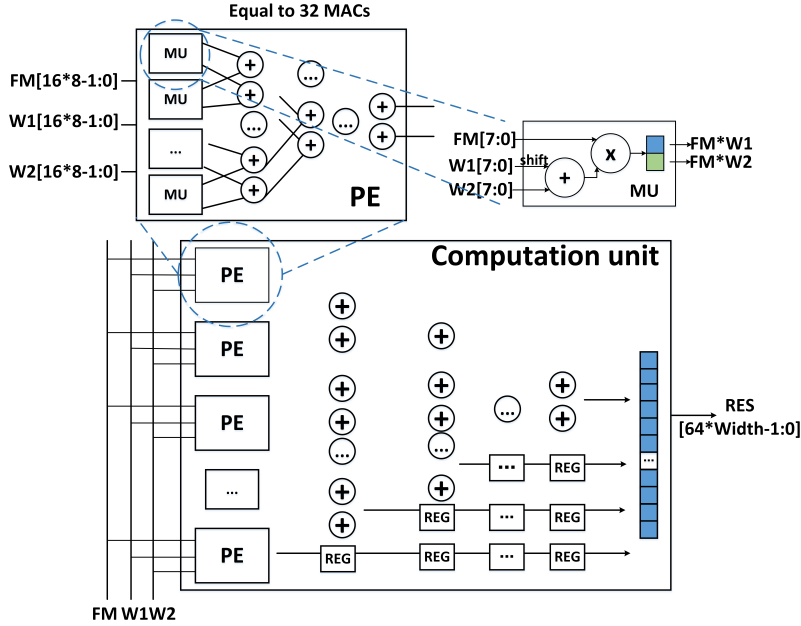 Equal to 32 MACs
MU
FM[16*8-1:0]
MU
W1[16*8-1:0]
...
W2[16*8-1:0]
MU
+
+
...
+
+
...
+
+
...
+
+
PE
FM[7:0]
W1[7:0]
shift
W2[7:0]
+
x
MU
FM*W1
FM*W2
Computation unit
PE
PE
PE
...
PE
+
+
+
+
...
+
+
REG
+
+
+
...
+
REG
REG
...
...
...
...
+
+
REG
REG
REG
...
RES
[64*Width-1:0]
FM W1W2